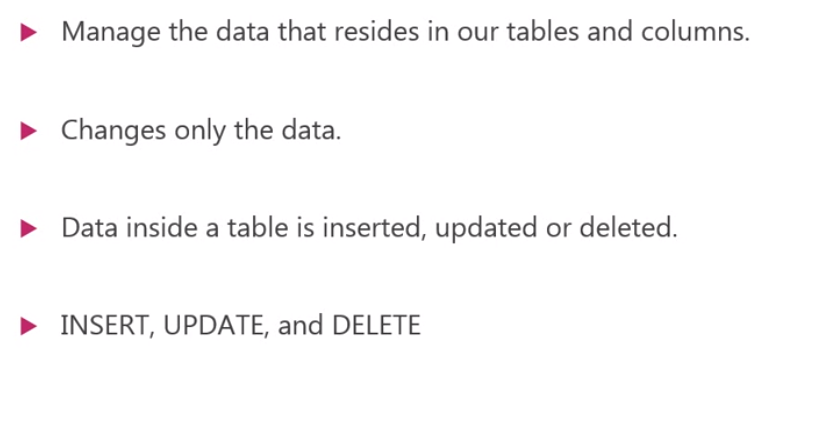 Manage the data that resides in our tables and columns.
Changes only the data.
Data inside a table is inserted, updated or deleted.
INSERT, UPDATE, and DELETE